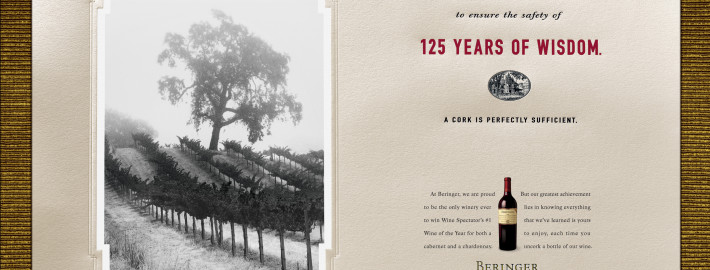 to ensure the safety of
125 YEARS OF WISDOM.
A CORK IS PERFECTLY SUFFICIENT.
At Beringer, we are proud
to be the only winery ever
to win Wine Spectator's #1
Wine of the Year for both a
cabernet and a chardonnay.
But our greatest achievement
lies in knowing everything
that we've learned is yours
to enjoy, each time you
uncork a bottle of our wine.
BERINGER